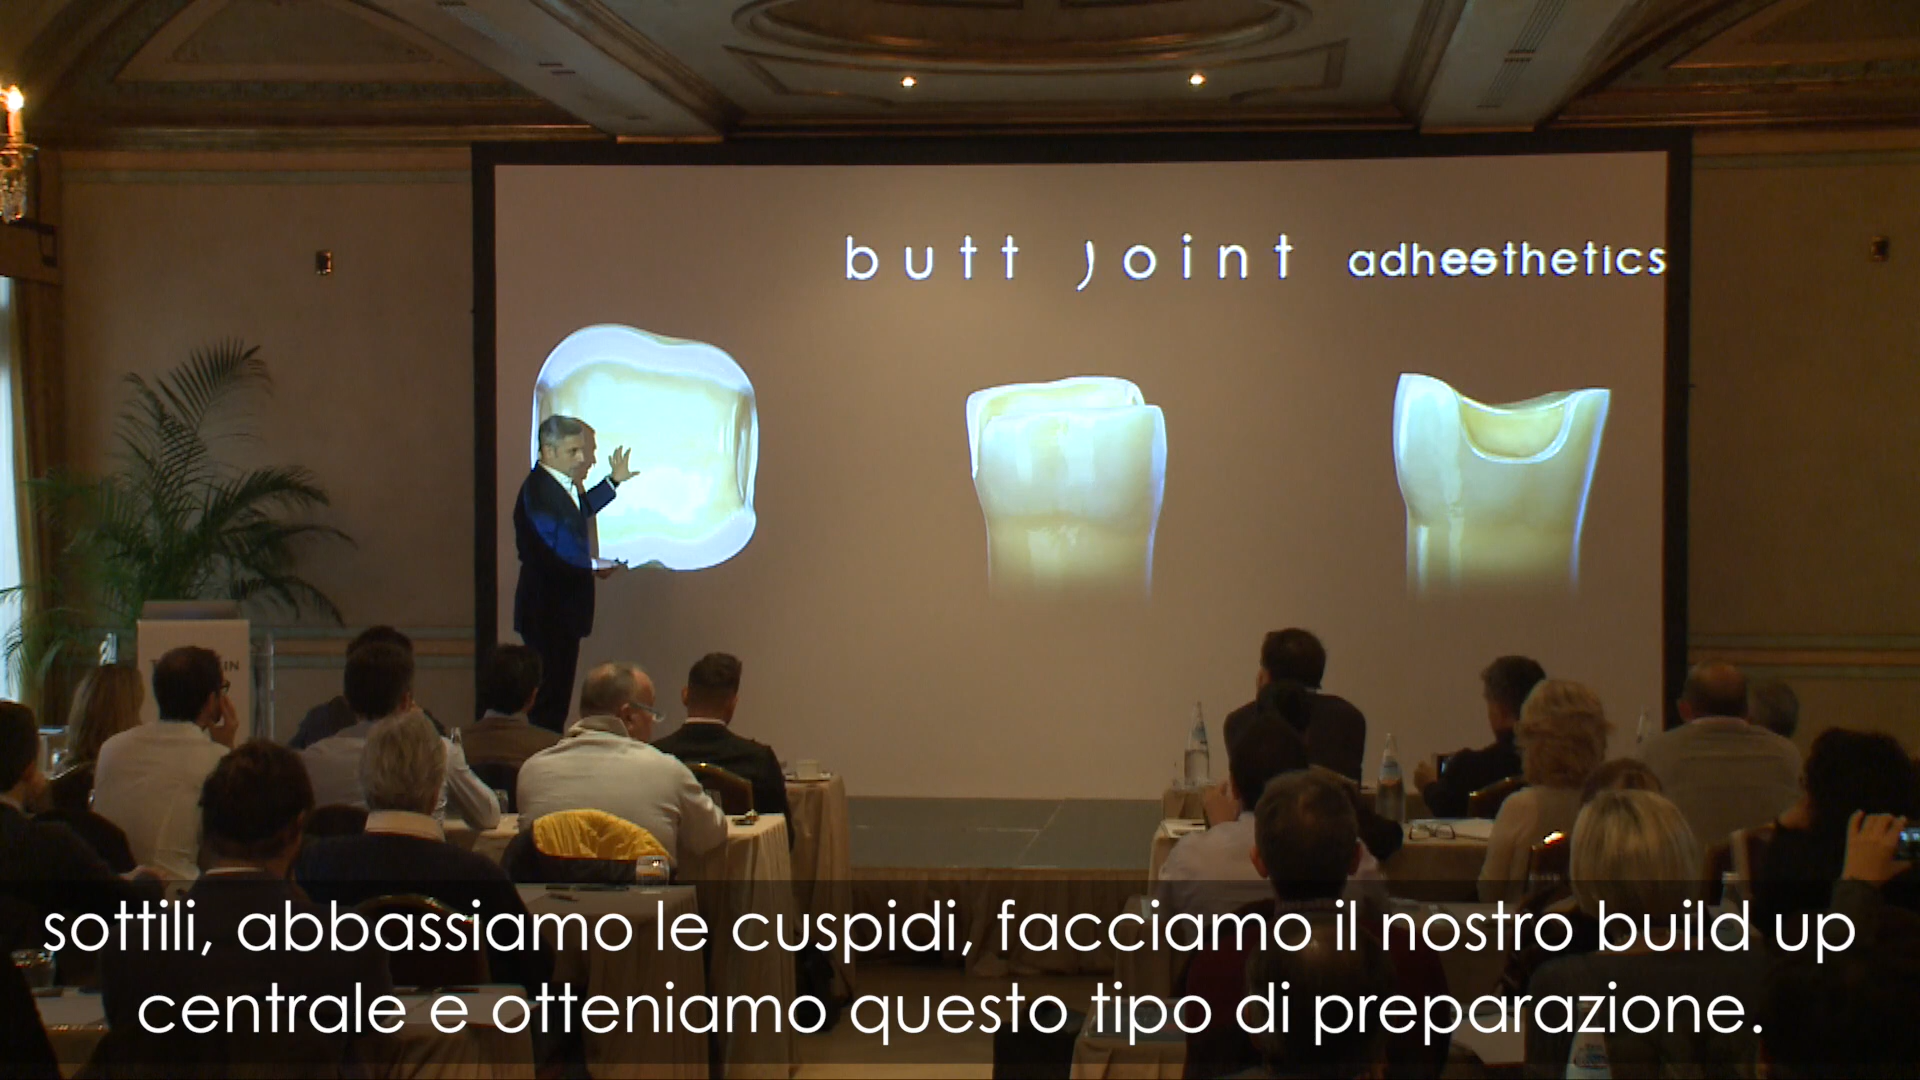 butt joint adhesthetics
sottili, abbassiamo le cuspidi, facciamo il nostro build up
centrale e otteniamo questo tipo di preparazione.